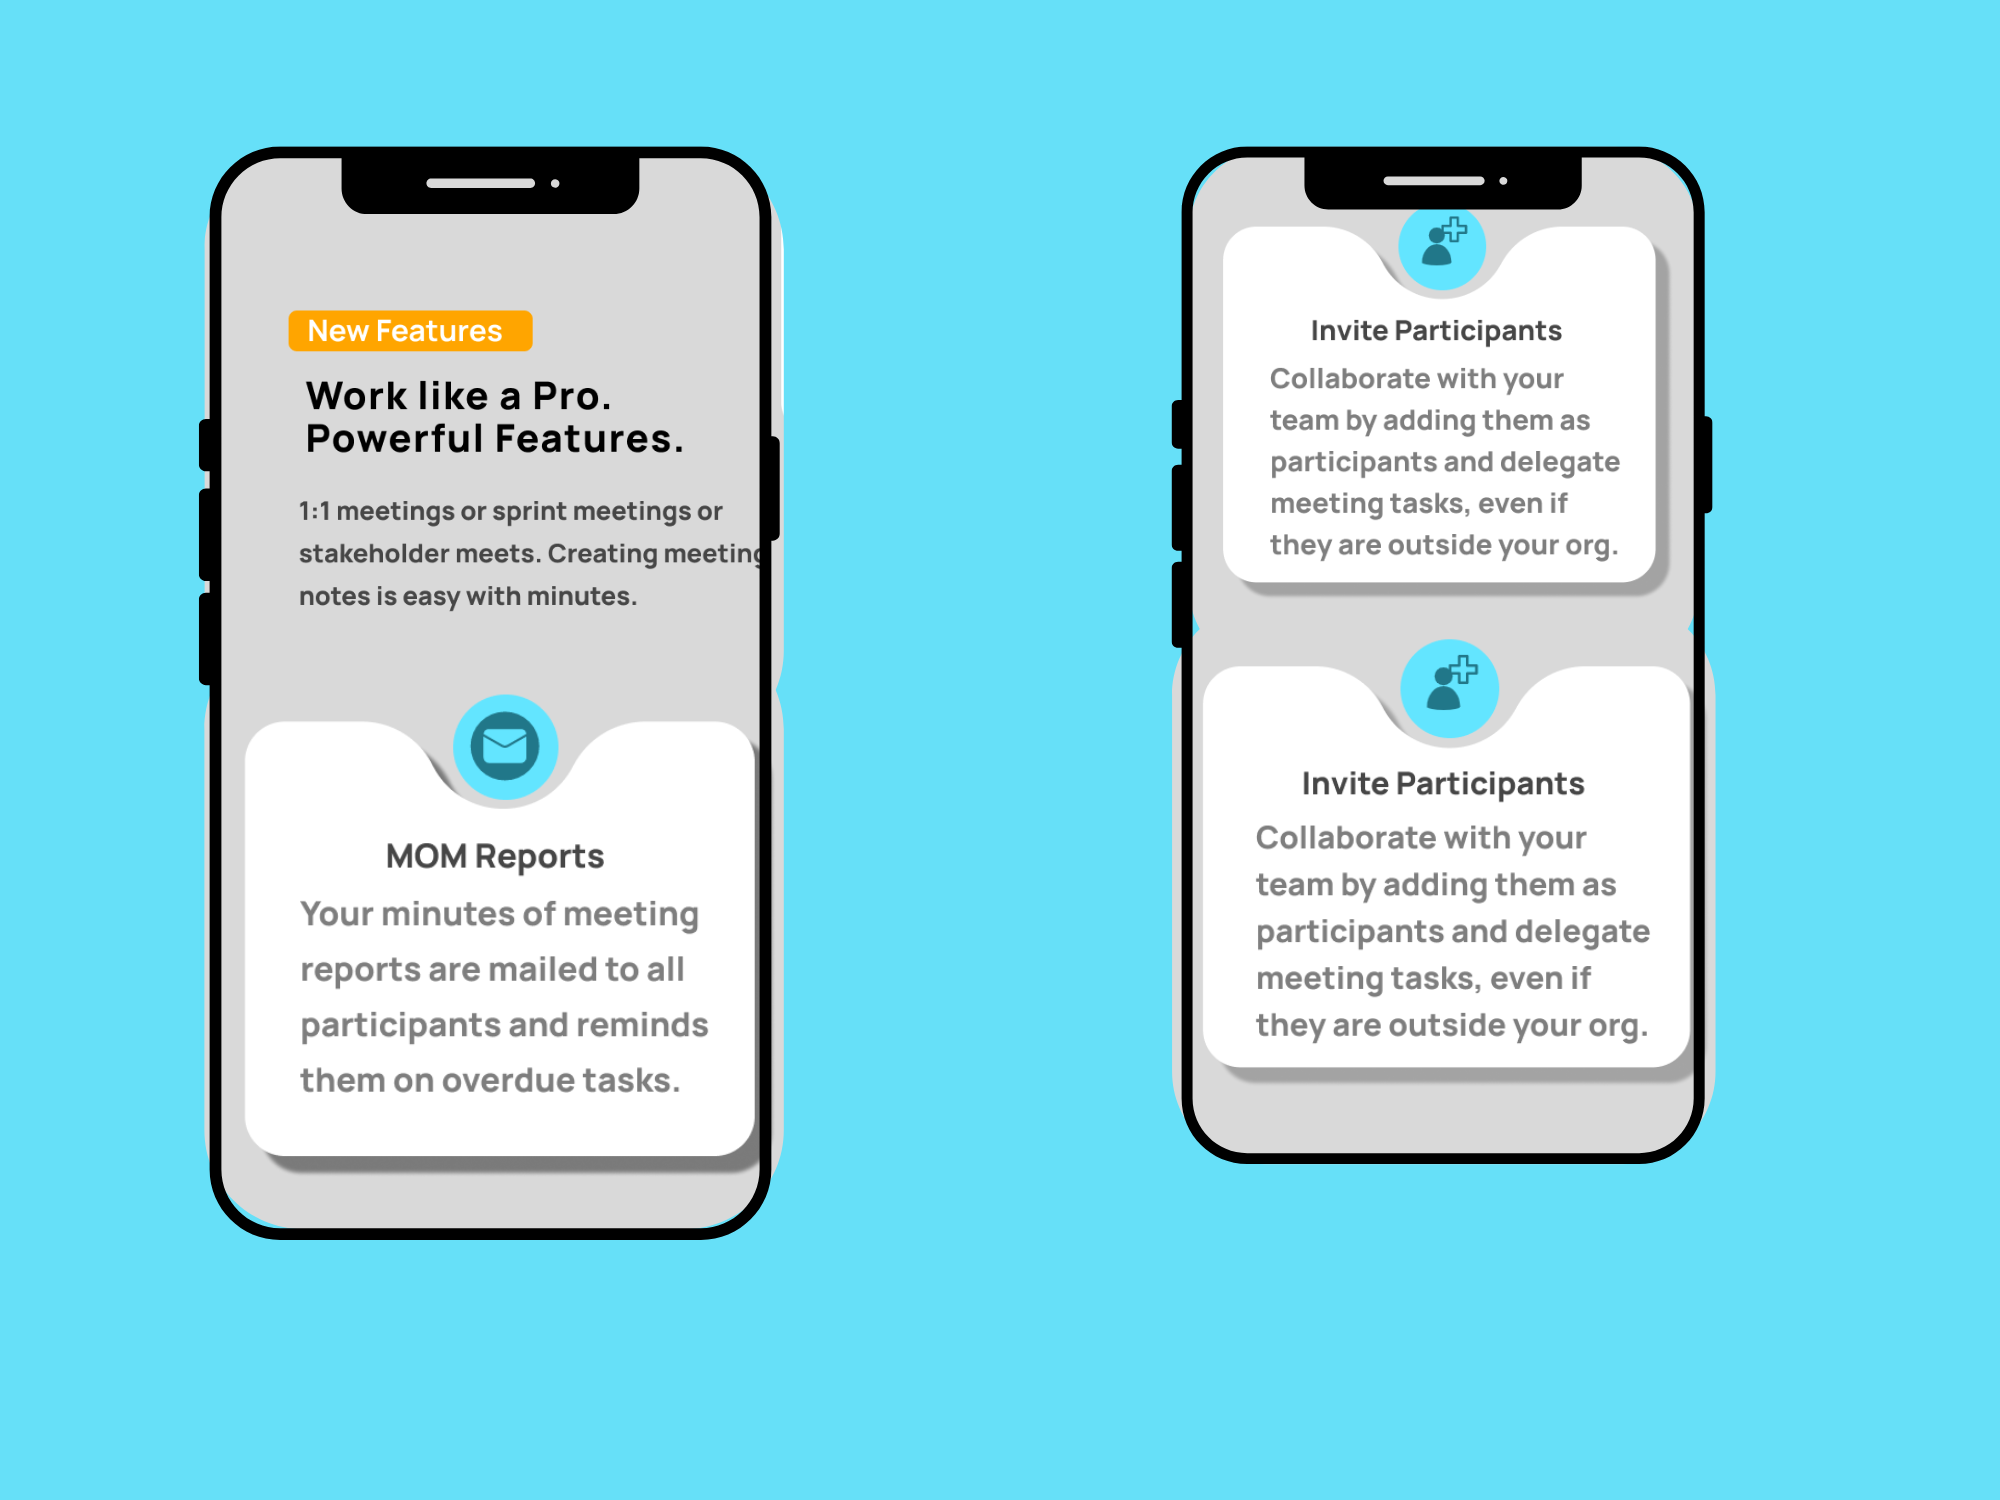 New Features
Work like a Pro.
Powerful Features.
1:1 meetings or sprint meetings or
stakeholder meets. Creating meeting
notes is easy with minutes.
MOM Reports
Your minutes of meeting
reports are mailed to all
participants and reminds
them on overdue tasks.
Invite Participants
Collaborate with your
team by adding them as
participants and delegate
meeting tasks, even if
they are outside your org.
Invite Participants
Collaborate with your
team by adding them as
participants and delegate
meeting tasks, even if
they are outside your org.